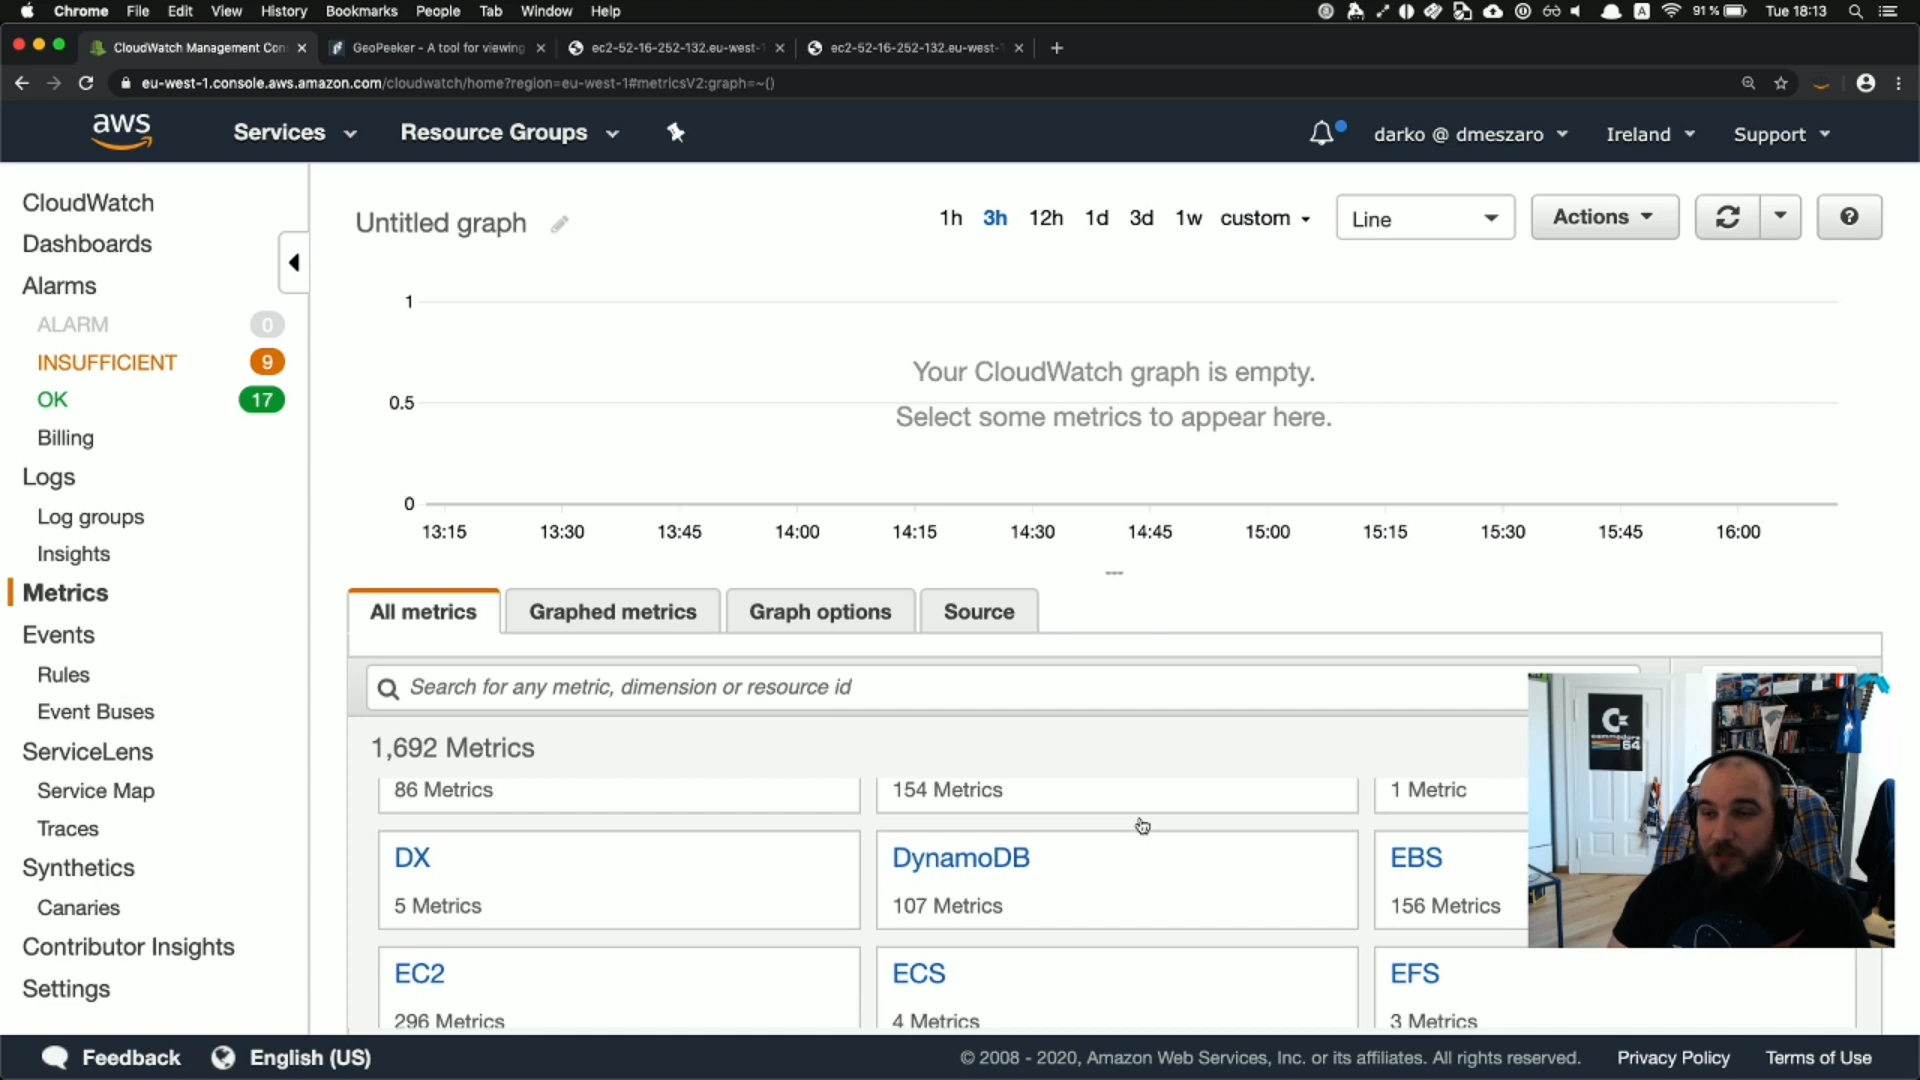 Chrome File Edit View History Bookmarks People Tab Window Help
91 % Tue 18:13
CloudWatch Management Con
GeoPeeker - A tool for viewing
ec2-52-16-252-132.eu-west-1
ec2-52-16-252-132.eu-west-
eu-west-1.console.aws.amazon.com/cloudwatch/home?region=eu-west-1#metricsV2:graph=~()
aws
Services
Resource Groups
darko @ dmeszaro
Ireland
Support
CloudWatch
Dashboards
Alarms
ALARM 0
INSUFFICIENT 9
OK 17
Billing
Logs
Log groups
Insights
Metrics
Events
Rules
Event Buses
ServiceLens
Service Map
Traces
Synthetics
Canaries
Contributor Insights
Settings
Untitled graph
1h 3h 12h 1d 3d 1w custom
Line
Actions
?
1
0.5
0
Your CloudWatch graph is empty.
Select some metrics to appear here.
13:15 13:30 13:45 14:00 14:15 14:30 14:45 15:00 15:15 15:30 15:45 16:00
All metrics
Graphed metrics
Graph options
Source
Search for any metric, dimension or resource id
1,692 Metrics
86 Metrics
154 Metrics
1 Metric
DX
5 Metrics
DynamoDB
107 Metrics
EBS
156 Metrics
EC2
296 Metrics
ECS
4 Metrics
EFS
3 Metrics
commodore
64
Feedback
English (US)
© 2008 - 2020, Amazon Web Services, Inc. or its affiliates. All rights reserved.
Privacy Policy
Terms of Use